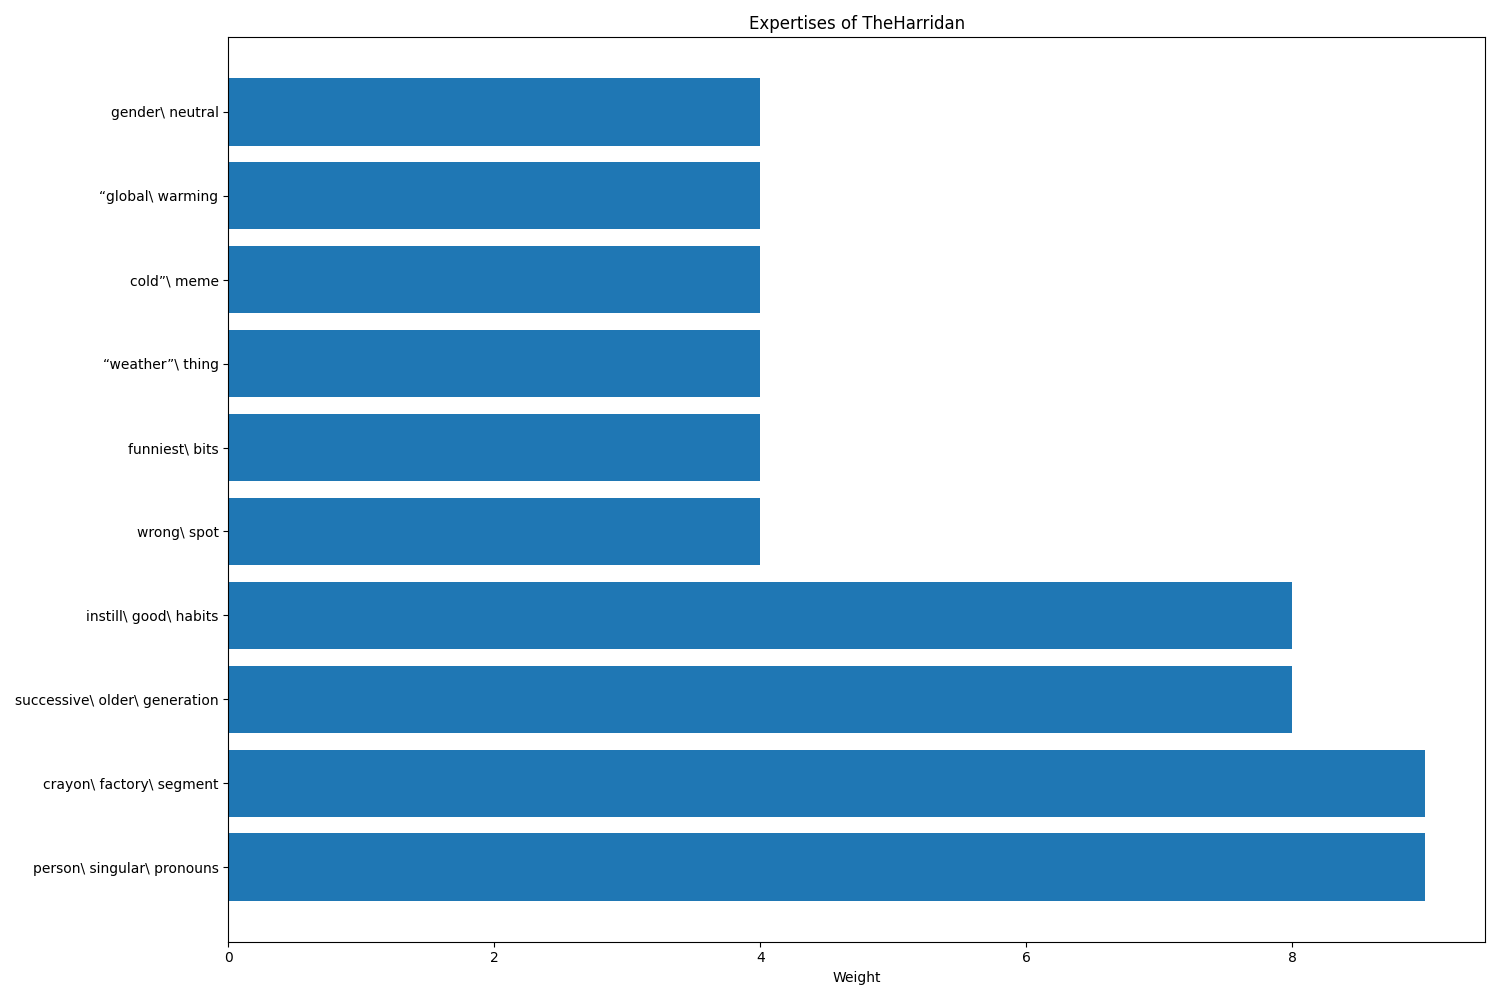 Expertises of TheHarridan
gender\ neutral
“global\ warming
cold”\ meme
“weather”\ thing
funniest\ bits
wrong\ spot
instill\ good\ habits
successive\ older\ generation
crayon\ factory\ segment
person\ singular\ pronouns
0 2 4 6 8
Weight